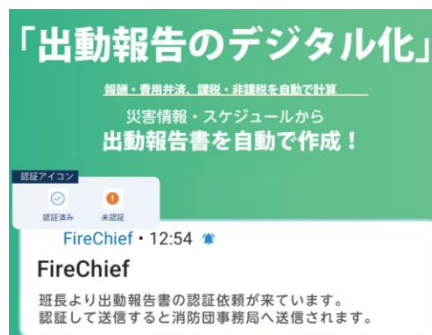 「出動報告のデジタル化」
報酬・費用弁済、課税・非課税を自動で計算
災害情報・スケジュールから
出動報告書を自動で作成！
認証アイコン
認証済み 未認証
FireChief・12:54
FireChief
班長より出動報告書の認証依頼が来ています。
認証して送信すると消防団事務局へ送信されます。